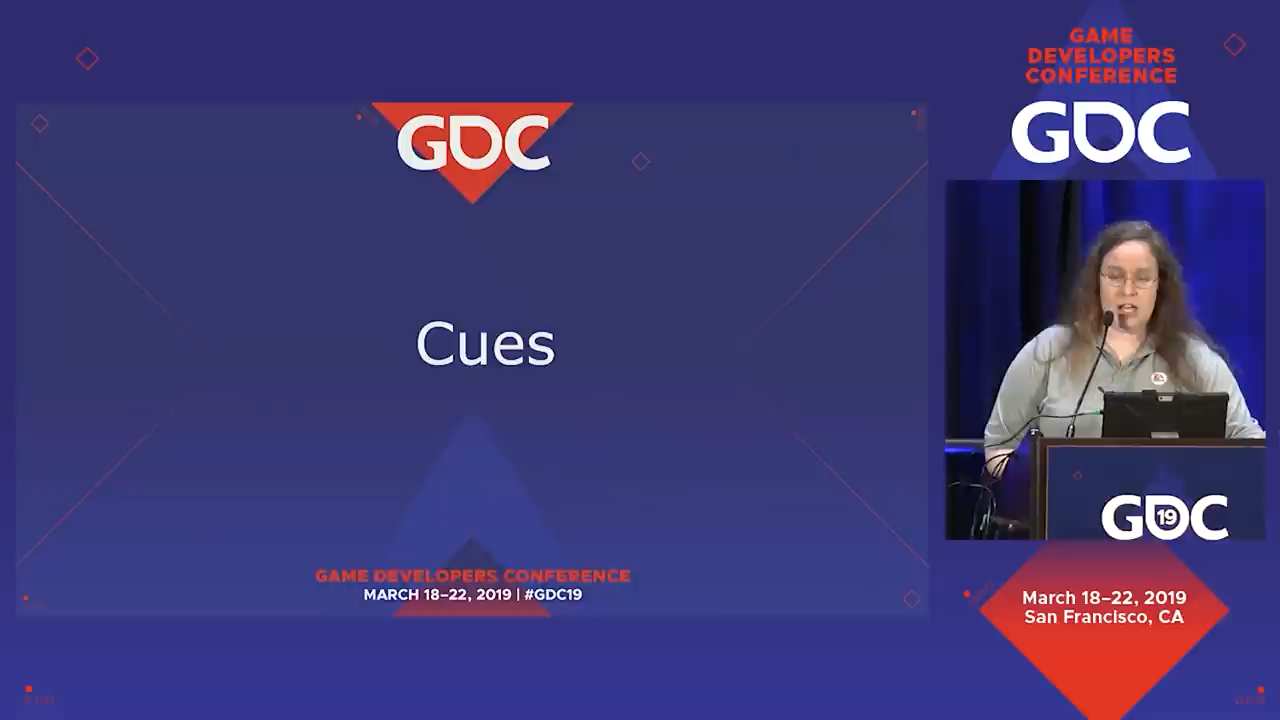 GDC
Cues
GAME DEVELOPERS CONFERENCE
MARCH 18–22, 2019 | #GDC19
GAME
DEVELOPERS
CONFERENCE
GDC
GDC
19
March 18–22, 2019
San Francisco, CA